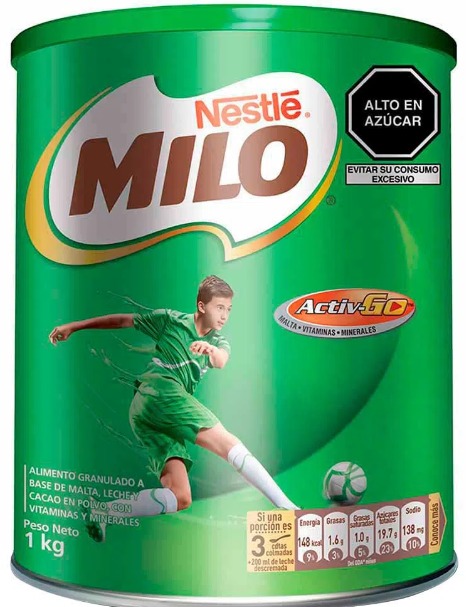 Nestlé®
MILO®
ALTO EN
AZÚCAR
EVITAR SU CONSUMO
EXCESIVO
Activ-GO
MALTA • VITAMINAS • MINERALES
ALIMENTO GRANULADO A
BASE DE MALTA, LECHE Y
CACAO EN POLVO CON
VITAMINAS Y MINERALES
Peso Neto
1 kg
Si una
porción es
3 cdtas
colmadas
+200 ml de leche
descremada
Energía
148 kcal
9%
Grasas
1.6 g
3%
Grasas
saturadas
1.0 g
5%
Azúcares
totales
19.7 g
23%
Sodio
138 mg
10%
Conoce más